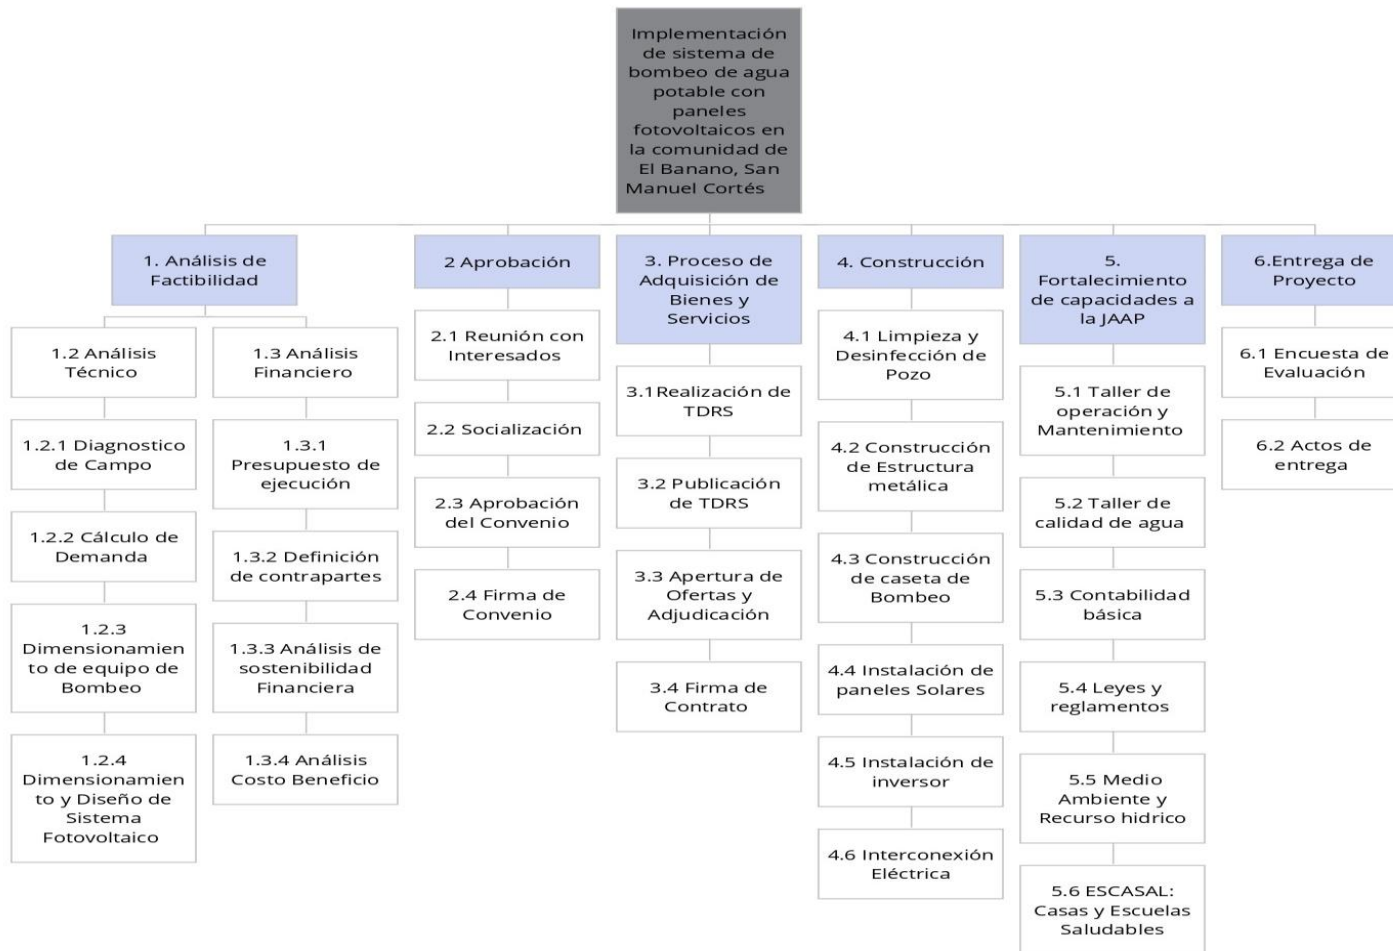 Implementación
de sistema de
bombeo de agua
potable con
paneles
fotovoltaicos en
la comunidad de
El Banano, San
Manuel Cortés
1. Análisis de
Factibilidad
1.2 Análisis
Técnico
1.2.1 Diagnostico
de Campo
1.2.2 Cálculo de
Demanda
1.2.3
Dimensionamien
to de equipo de
Bombeo
1.2.4
Dimensionamien
to y Diseño de
Sistema
Fotovoltaico
1.3 Análisis
Financiero
1.3.1
Presupuesto de
ejecución
1.3.2 Definición
de contrapartes
1.3.3 Análisis de
sostenibilidad
Financiera
1.3.4 Análisis
Costo Beneficio
2 Aprobación
2.1 Reunión con
Interesados
2.2 Socialización
2.3 Aprobación
del Convenio
2.4 Firma de
Convenio
3. Proceso de
Adquisición de
Bienes y
Servicios
3.1Realización de
TDRS
3.2 Publicación
de TDRS
3.3 Apertura de
Ofertas y
Adjudicación
3.4 Firma de
Contrato
4. Construcción
4.1 Limpieza y
Desinfección de
Pozo
4.2 Construcción
de Estructura
metálica
4.3 Construcción
de caseta de
Bombeo
4.4 Instalación de
paneles Solares
4.5 Instalación de
inversor
4.6 Interconexión
Eléctrica
5.
Fortalecimiento
de capacidades a
la JAAP
5.1 Taller de
operación y
Mantenimiento
5.2 Taller de
calidad de agua
5.3 Contabilidad
básica
5.4 Leyes y
reglamentos
5.5 Medio
Ambiente y
Recurso hidrico
5.6 ESCASAL:
Casas y Escuelas
Saludables
6.Entrega de
Proyecto
6.1 Encuesta de
Evaluación
6.2 Actos de
entrega